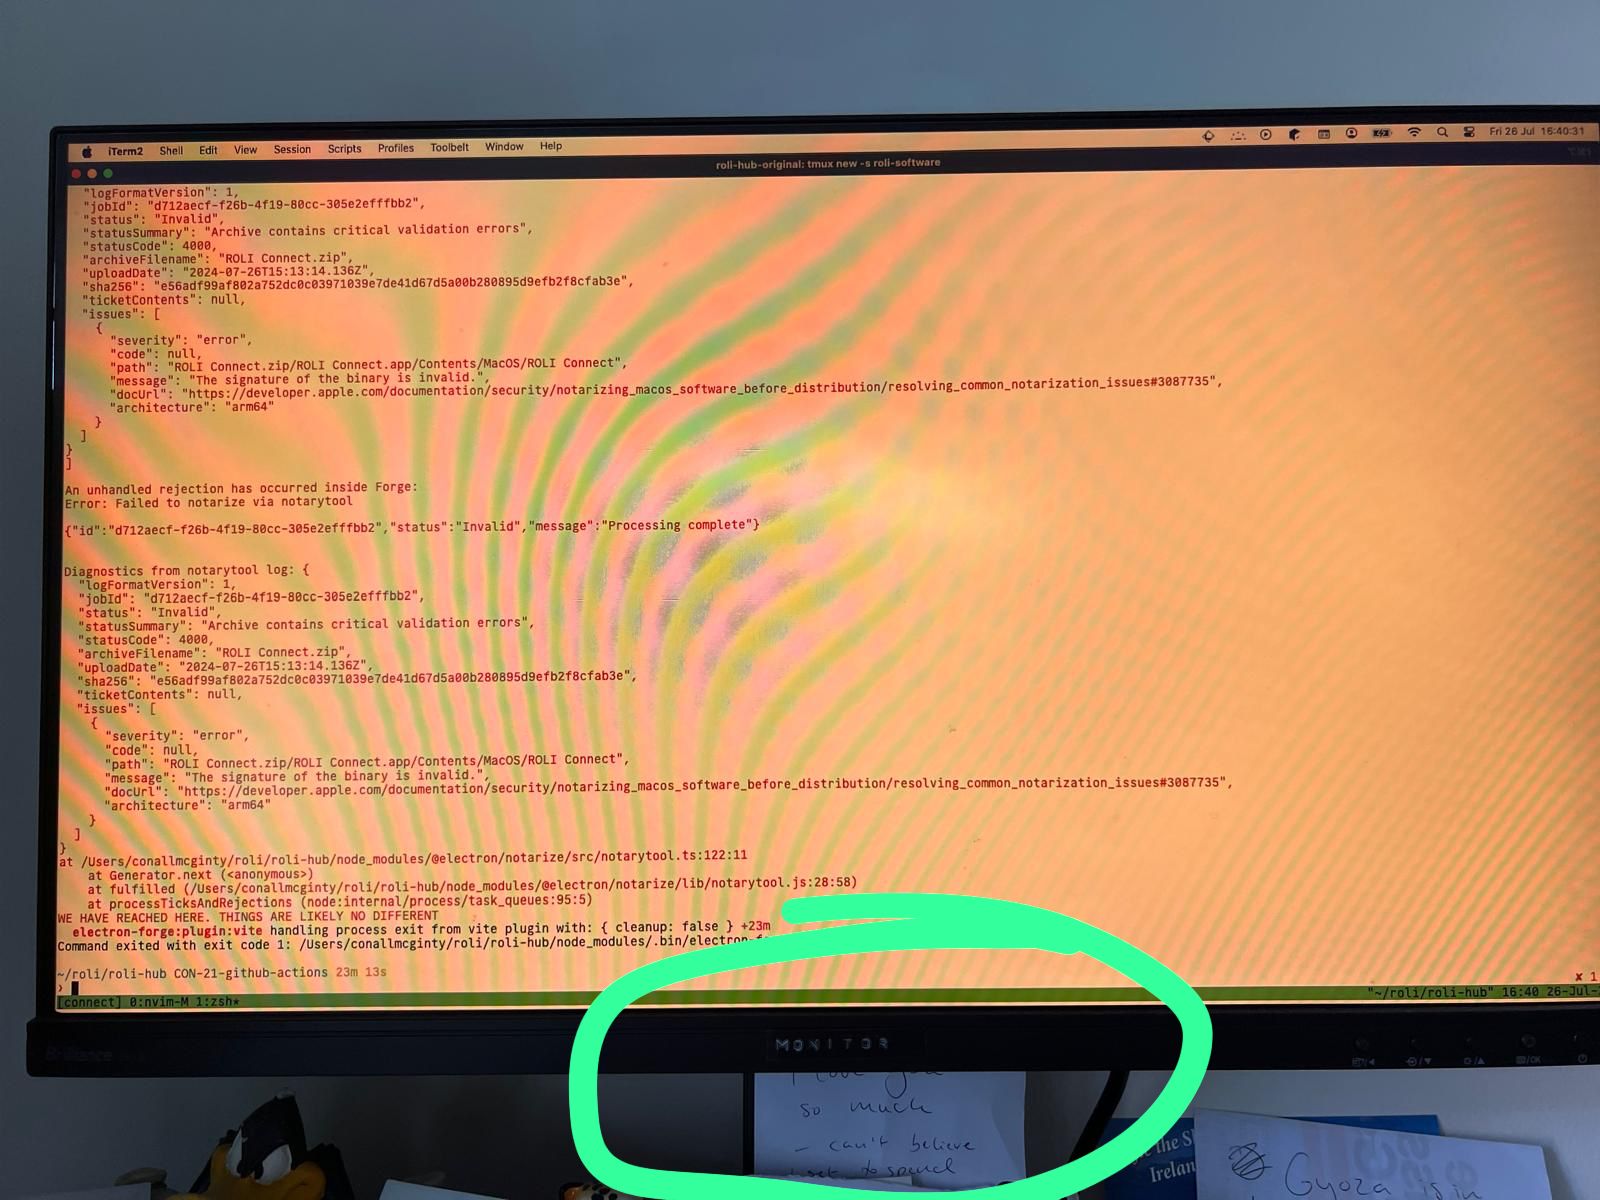 iTerm2 Shell Edit View Session Scripts Profiles Toolbelt Window Help Fri 26 Jul 16:40:31
roli-hub-original: tmux new -s roli-software
"logFormatVersion": 1,
"jobId": "d712aecf-f26b-4f19-80cc-305e2efffbb2",
"status": "Invalid",
"statusSummary": "Archive contains critical validation errors",
"statusCode": 4000,
"archiveFilename": "ROLI Connect.zip",
"uploadDate": "2024-07-26T15:13:14.136Z",
"sha256": "e56adf99af802a752dc0c03971039e7de41d67d5a00b280895d9efb2f8cfab3e",
"ticketContents": null,
"issues": [
{
"severity": "error",
"code": null,
"path": "ROLI Connect.zip/ROLI Connect.app/Contents/MacOS/ROLI Connect",
"message": "The signature of the binary is invalid.",
"docUrl": "https://developer.apple.com/documentation/security/notarizing_macos_software_before_distribution/resolving_common_notarization_issues#3087735",
"architecture": "arm64"
}
]
}
]
An unhandled rejection has occurred inside Forge:
Error: Failed to notarize via notarytool
{"id":"d712aecf-f26b-4f19-80cc-305e2efffbb2","status":"Invalid","message":"Processing complete"}
Diagnostics from notarytool log: {
"logFormatVersion": 1,
"jobId": "d712aecf-f26b-4f19-80cc-305e2efffbb2",
"status": "Invalid",
"statusSummary": "Archive contains critical validation errors",
"statusCode": 4000,
"archiveFilename": "ROLI Connect.zip",
"uploadDate": "2024-07-26T15:13:14.136Z",
"sha256": "e56adf99af802a752dc0c03971039e7de41d67d5a00b280895d9efb2f8cfab3e",
"ticketContents": null,
"issues": [
{
"severity": "error",
"code": null,
"path": "ROLI Connect.zip/ROLI Connect.app/Contents/MacOS/ROLI Connect",
"message": "The signature of the binary is invalid.",
"docUrl": "https://developer.apple.com/documentation/security/notarizing_macos_software_before_distribution/resolving_common_notarization_issues#3087735",
"architecture": "arm64"
}
]
}
at /Users/conallmcginty/roli/roli-hub/node_modules/@electron/notarize/src/notarytool.ts:122:11
at Generator.next (<anonymous>)
at fulfilled (/Users/conallmcginty/roli/roli-hub/node_modules/@electron/notarize/lib/notarytool.js:28:58)
at processTicksAndRejections (node:internal/process/task_queues:95:5)
WE HAVE REACHED HERE. THINGS ARE LIKELY NO DIFFERENT
electron-forge:plugin:vite handling process exit from vite plugin with: { cleanup: false } +23m
Command exited with exit code 1: /Users/conallmcginty/roli/roli-hub/node_modules/.bin/electron-f
~/roli/roli-hub CON-21-github-actions 23m 13s
✘ 1
❯
[connect] 0:nvim-M 1:zsh* "~/roli/roli-hub" 16:40 26-Jul-
Brilliance
MONITOR
I love you
so much
- can't believe
to spend
the S
Irelan
Gyoza is in